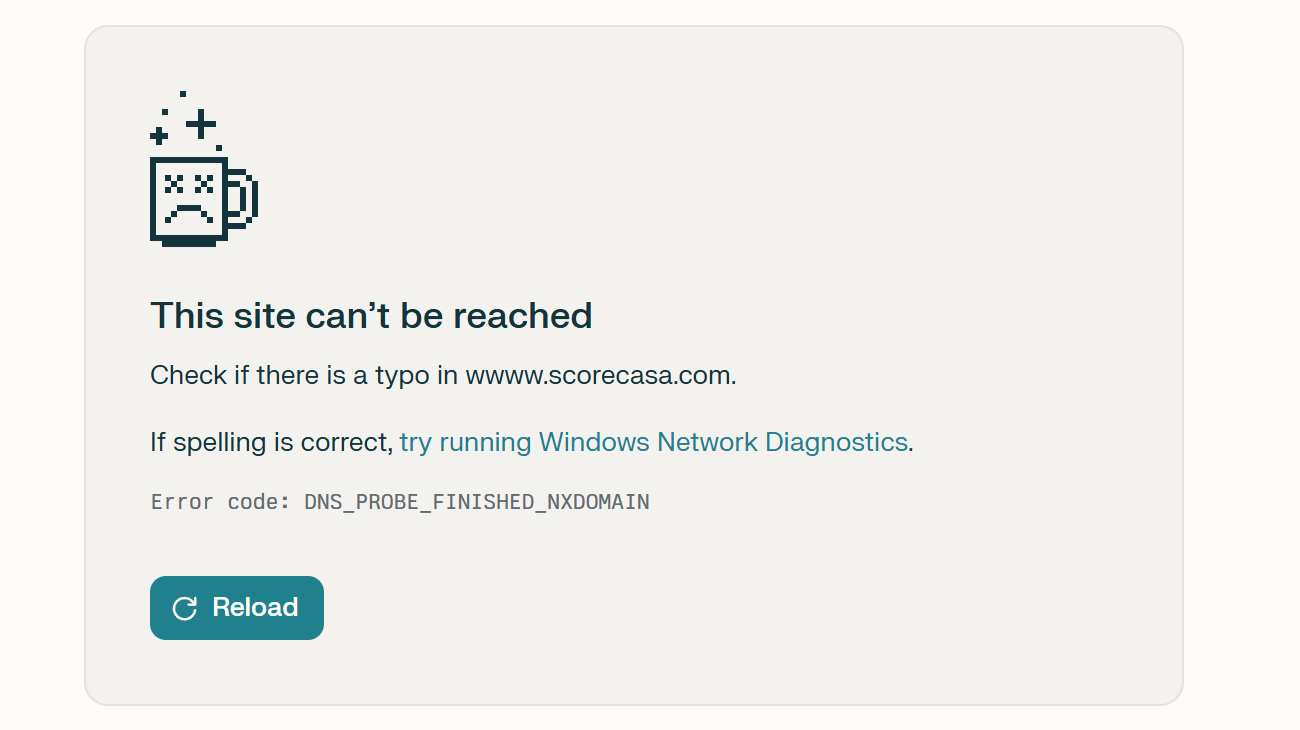 This site can’t be reached
Check if there is a typo in wwww.scorecasa.com.
If spelling is correct, try running Windows Network Diagnostics.
Error code: DNS_PROBE_FINISHED_NXDOMAIN
Reload